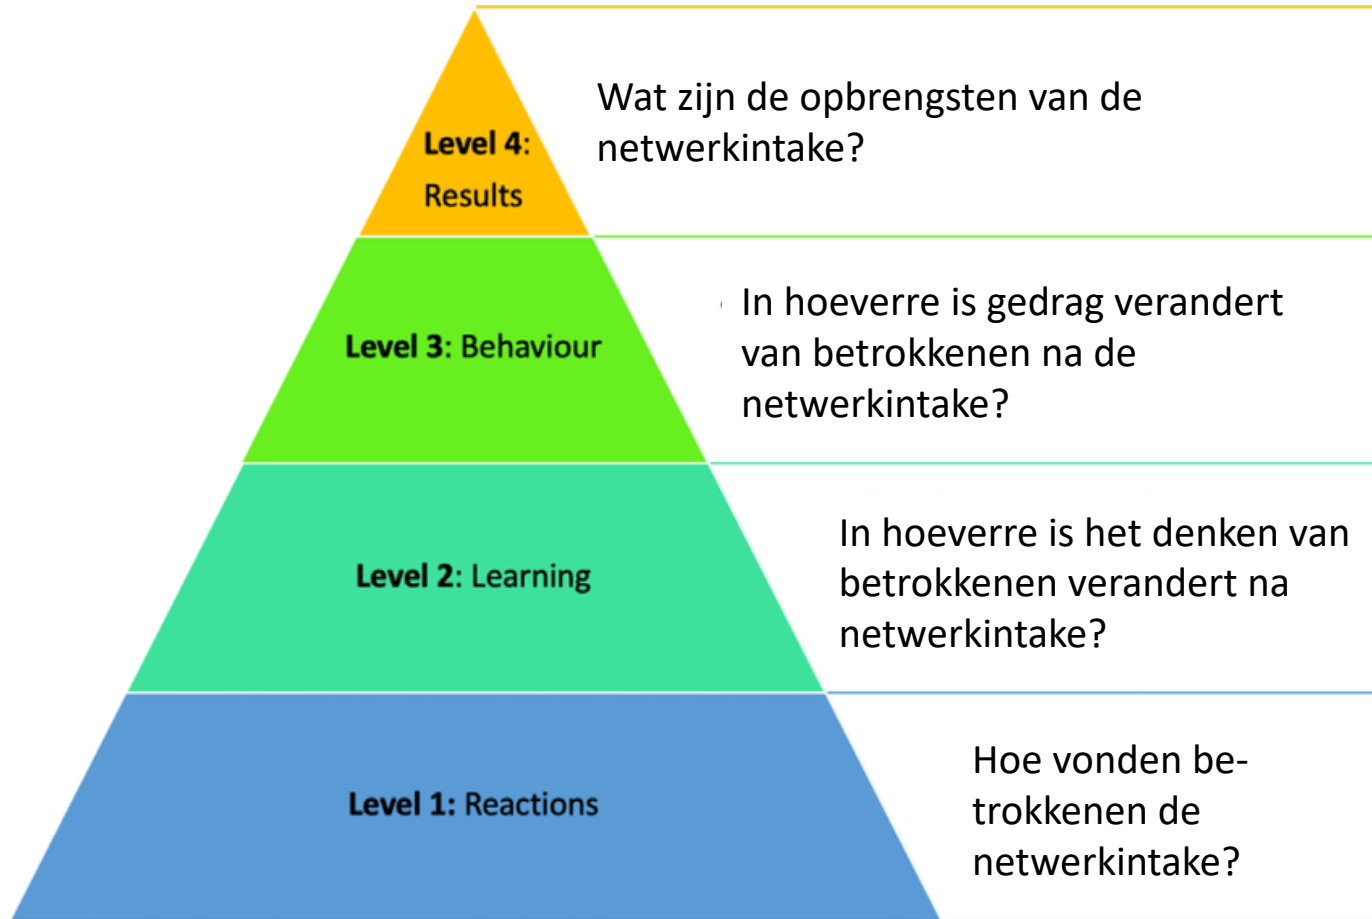 Level 4:
Results
Wat zijn de opbrengsten van de
netwerkintake?
Level 3: Behaviour
In hoeverre is gedrag verandert
van betrokkenen na de
netwerkintake?
Level 2: Learning
In hoeverre is het denken van
betrokkenen verandert na
netwerkintake?
Level 1: Reactions
Hoe vonden be-
trokkenen de
netwerkintake?